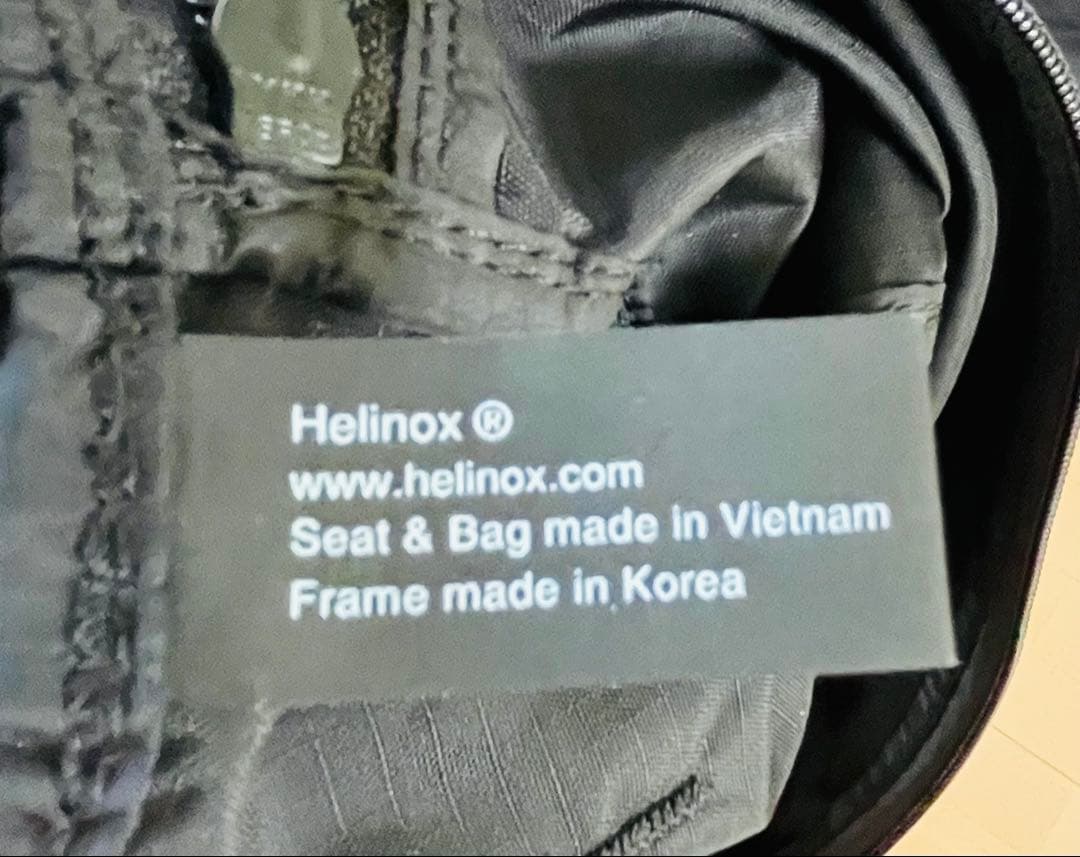 Helinox ®
www.helinox.com
Seat & Bag made in Vietnam
Frame made in Korea